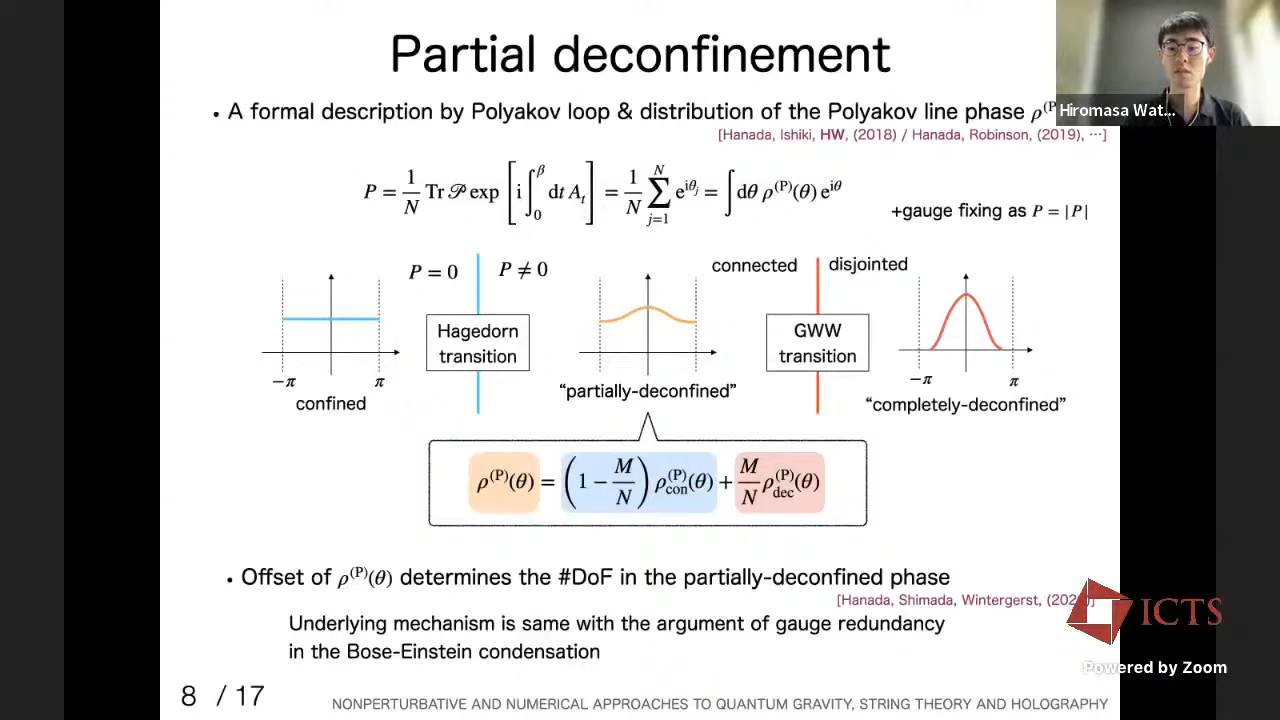 Partial deconfinement
• A formal description by Polyakov loop & distribution of the Polyakov line phase ρ^(P
Hiromasa Wat...
[Hanada, Ishiki, HW, (2018) / Hanada, Robinson, (2019), ⋯]
P = 1/N Tr 𝒫 exp [ i ∫_0^β dt A_t ] = 1/N ∑_{j=1}^N e^{iθ_j} = ∫ dθ ρ^(P)(θ) e^{iθ}
+gauge fixing as P = |P|
P = 0 P ≠ 0
connected disjointed
Hagedorn
transition
GWW
transition
−π π
confined
“partially-deconfined”
−π π
“completely-deconfined”
ρ^(P)(θ) = (1 − M/N) ρ_con^(P)(θ) + M/N ρ_dec^(P)(θ)
• Offset of ρ^(P)(θ) determines the #DoF in the partially-deconfined phase
[Hanada, Shimada, Wintergerst, (202
Underlying mechanism is same with the argument of gauge redundancy
in the Bose-Einstein condensation
ICTS
Powered by Zoom
8 / 17
NONPERTURBATIVE AND NUMERICAL APPROACHES TO QUANTUM GRAVITY, STRING THEORY AND HOLOGRAPHY